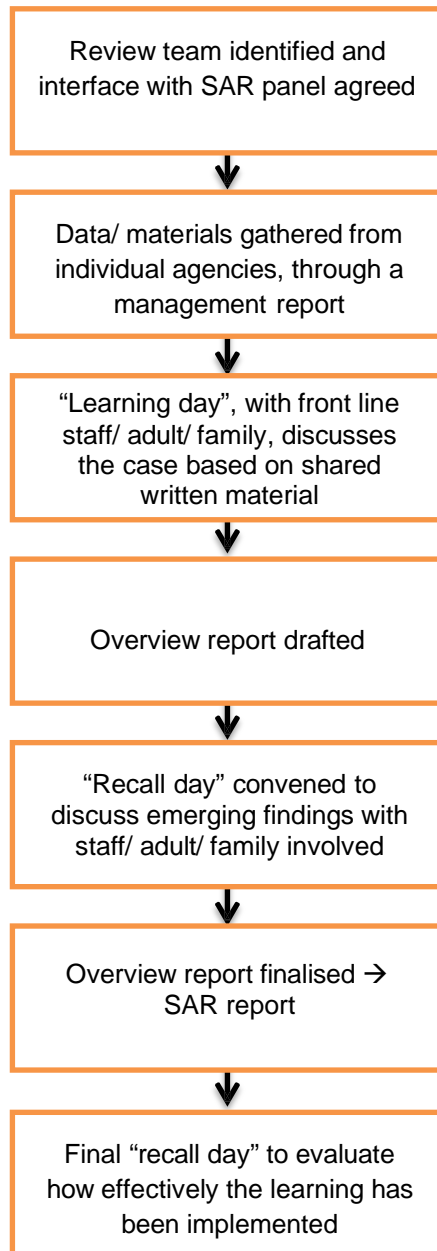 Review team identified and
interface with SAR panel agreed
Data/ materials gathered from
individual agencies, through a
management report
“Learning day”, with front line
staff/ adult/ family, discusses
the case based on shared
written material
Overview report drafted
“Recall day” convened to
discuss emerging findings with
staff/ adult/ family involved
Overview report finalised →
SAR report
Final “recall day” to evaluate
how effectively the learning has
been implemented